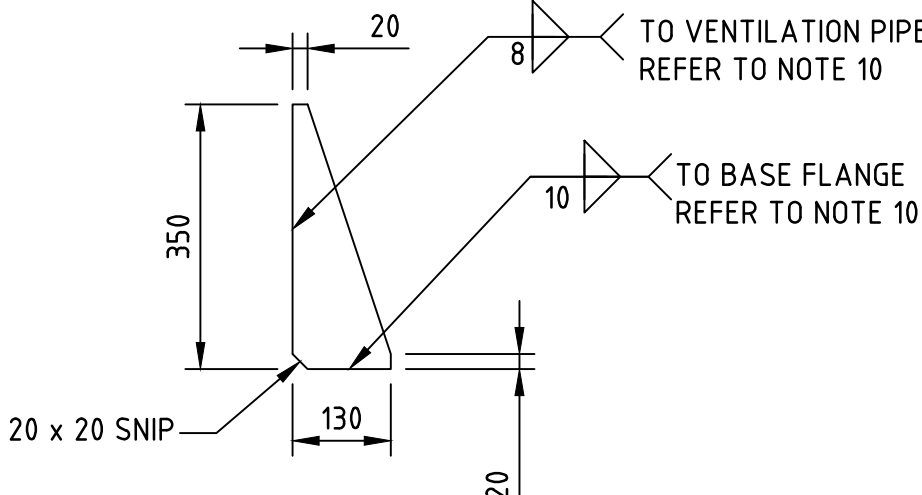 20
8
TO VENTILATION PIPE
REFER TO NOTE 10
10
TO BASE FLANGE
REFER TO NOTE 10
350
20 x 20 SNIP
130
20